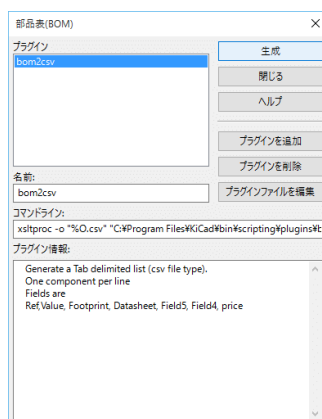 部品表(BOM)
プラグイン
bom2csv
生成
閉じる
ヘルプ
プラグインを追加
プラグインを削除
プラグインファイルを編集
名前:
bom2csv
コマンドライン:
xsltproc -o "%O.csv" "C:¥Program Files¥KiCad¥bin¥scripting¥plugins¥b
プラグイン情報:
Generate a Tab delimited list (csv file type).
One component per line
Fields are
Ref,Value, Footprint, Datasheet, Field5, Field4, price